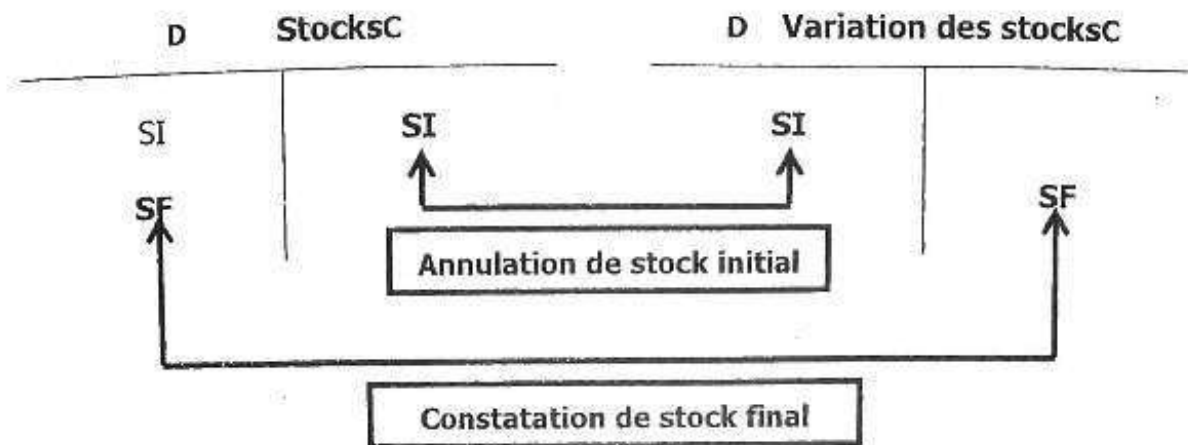 D StocksC D Variation des stocksC
SI SI SI
SF SF
Annulation de stock initial
Constatation de stock final